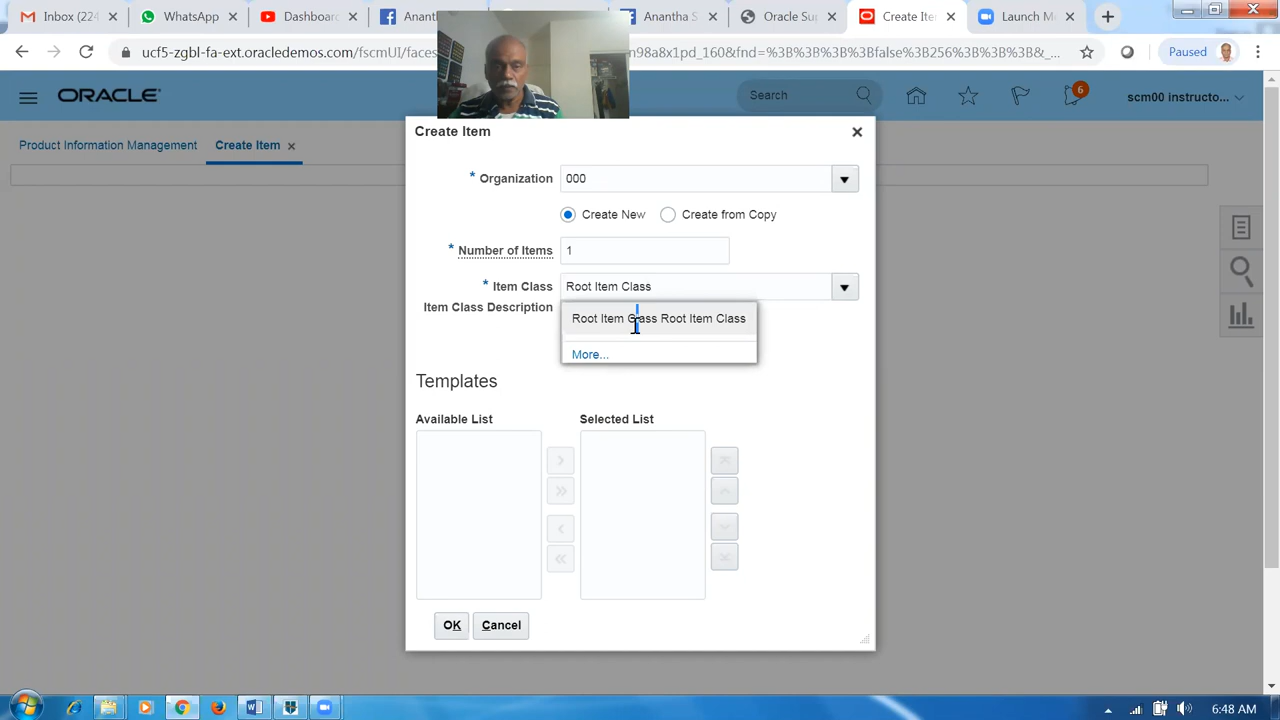 Inbox (224
WhatsApp
Dashboar
Ananth
Anantha S
Oracle Su
Create Ite
Launch M
ucf5-zgbl-fa-ext.oracledemos.com/fscmUI/faces
n98a8x1pd_160&fnd=%3B%3B%3B%3Bfalse%3B256%3B%3B%3B&_...
Paused
ORACLE
Search
6
scm00 instructo...
Product Information Management
Create Item
Create Item
* Organization
000
Create New
Create from Copy
* Number of Items
1
* Item Class
Root Item Class
Item Class Description
Root Item Class Root Item Class
More...
Templates
Available List
Selected List
OK
Cancel
6:48 AM